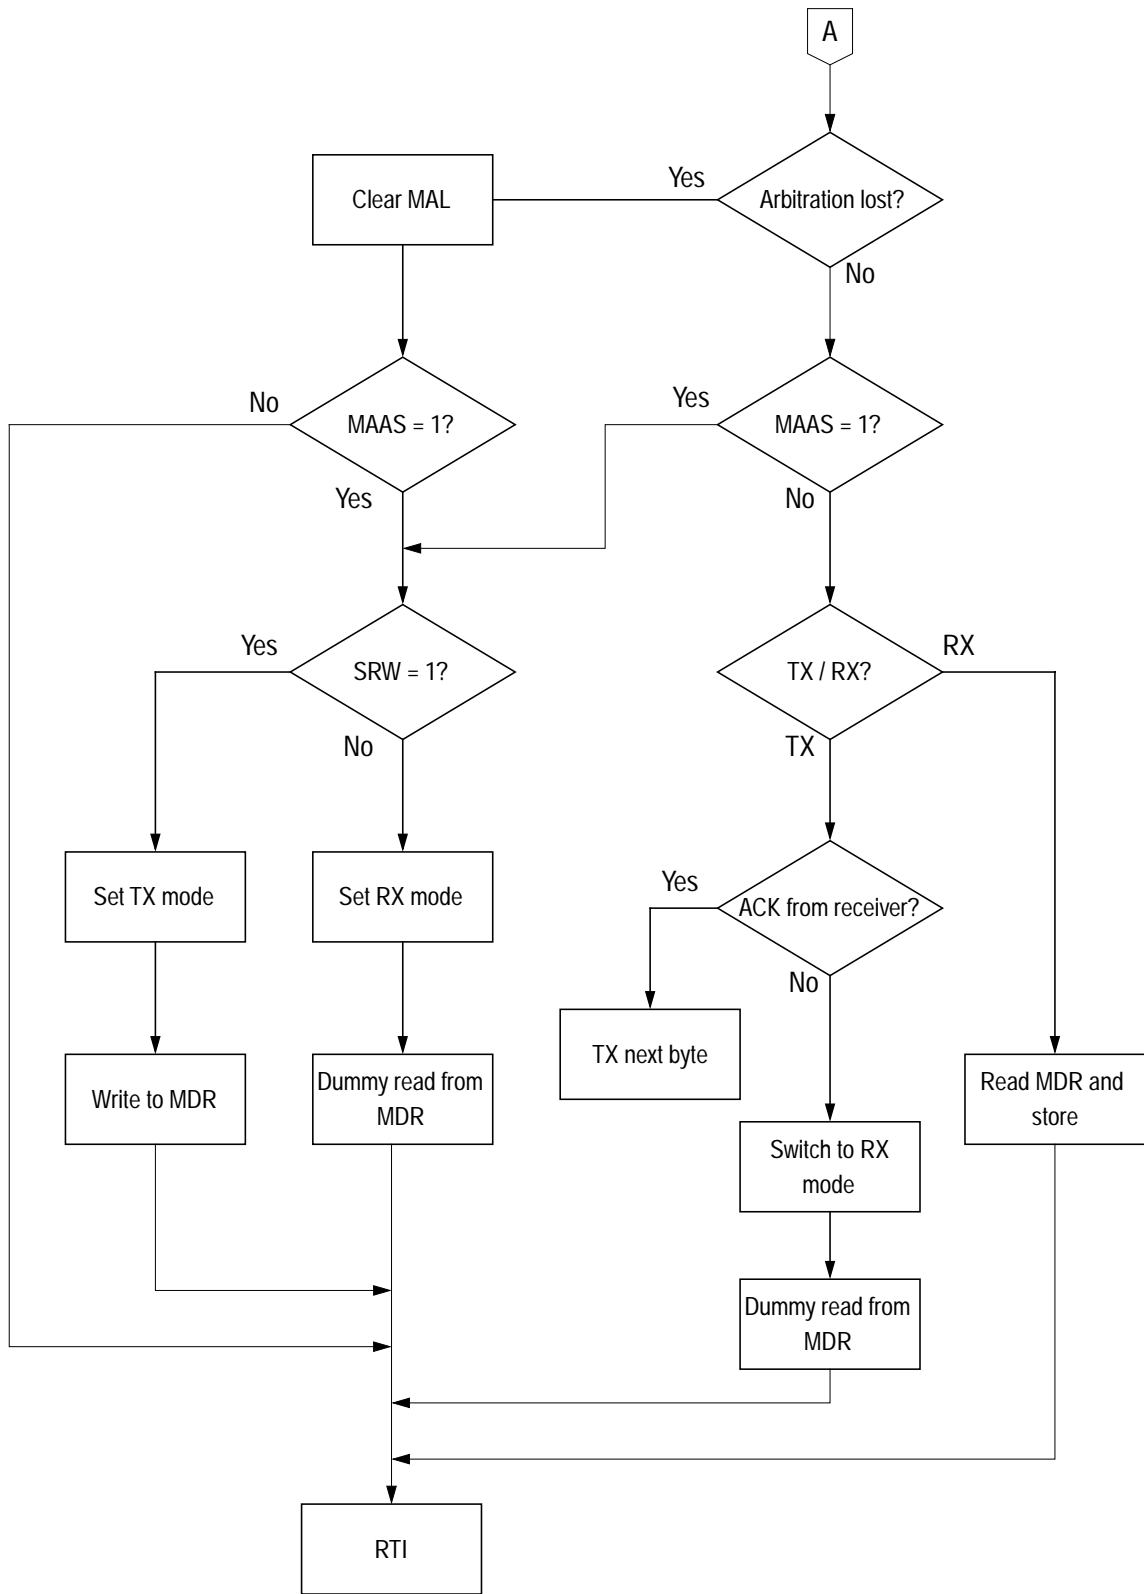 A
Yes
Clear MAL
Arbitration lost?
No
No
MAAS = 1?
Yes
MAAS = 1?
Yes
No
Yes
SRW = 1?
TX / RX?
RX
No
TX
Set TX mode
Set RX mode
Yes
ACK from receiver?
No
TX next byte
Write to MDR
Dummy read from
MDR
Read MDR and
store
Switch to RX
mode
Dummy read from
MDR
RTI